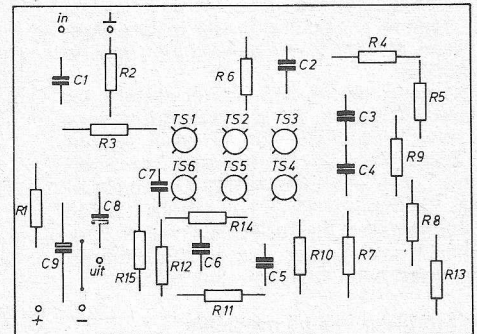 in
R4
C2
C1
R2
R6
R5
C3
TS1 TS2 TS3
R3
R9
C4
C7
TS6 TS5 TS4
R1
C8
R14
R8
C9
uit
R15
R12
C6
C5
R10
R7
R13
R11
+ -